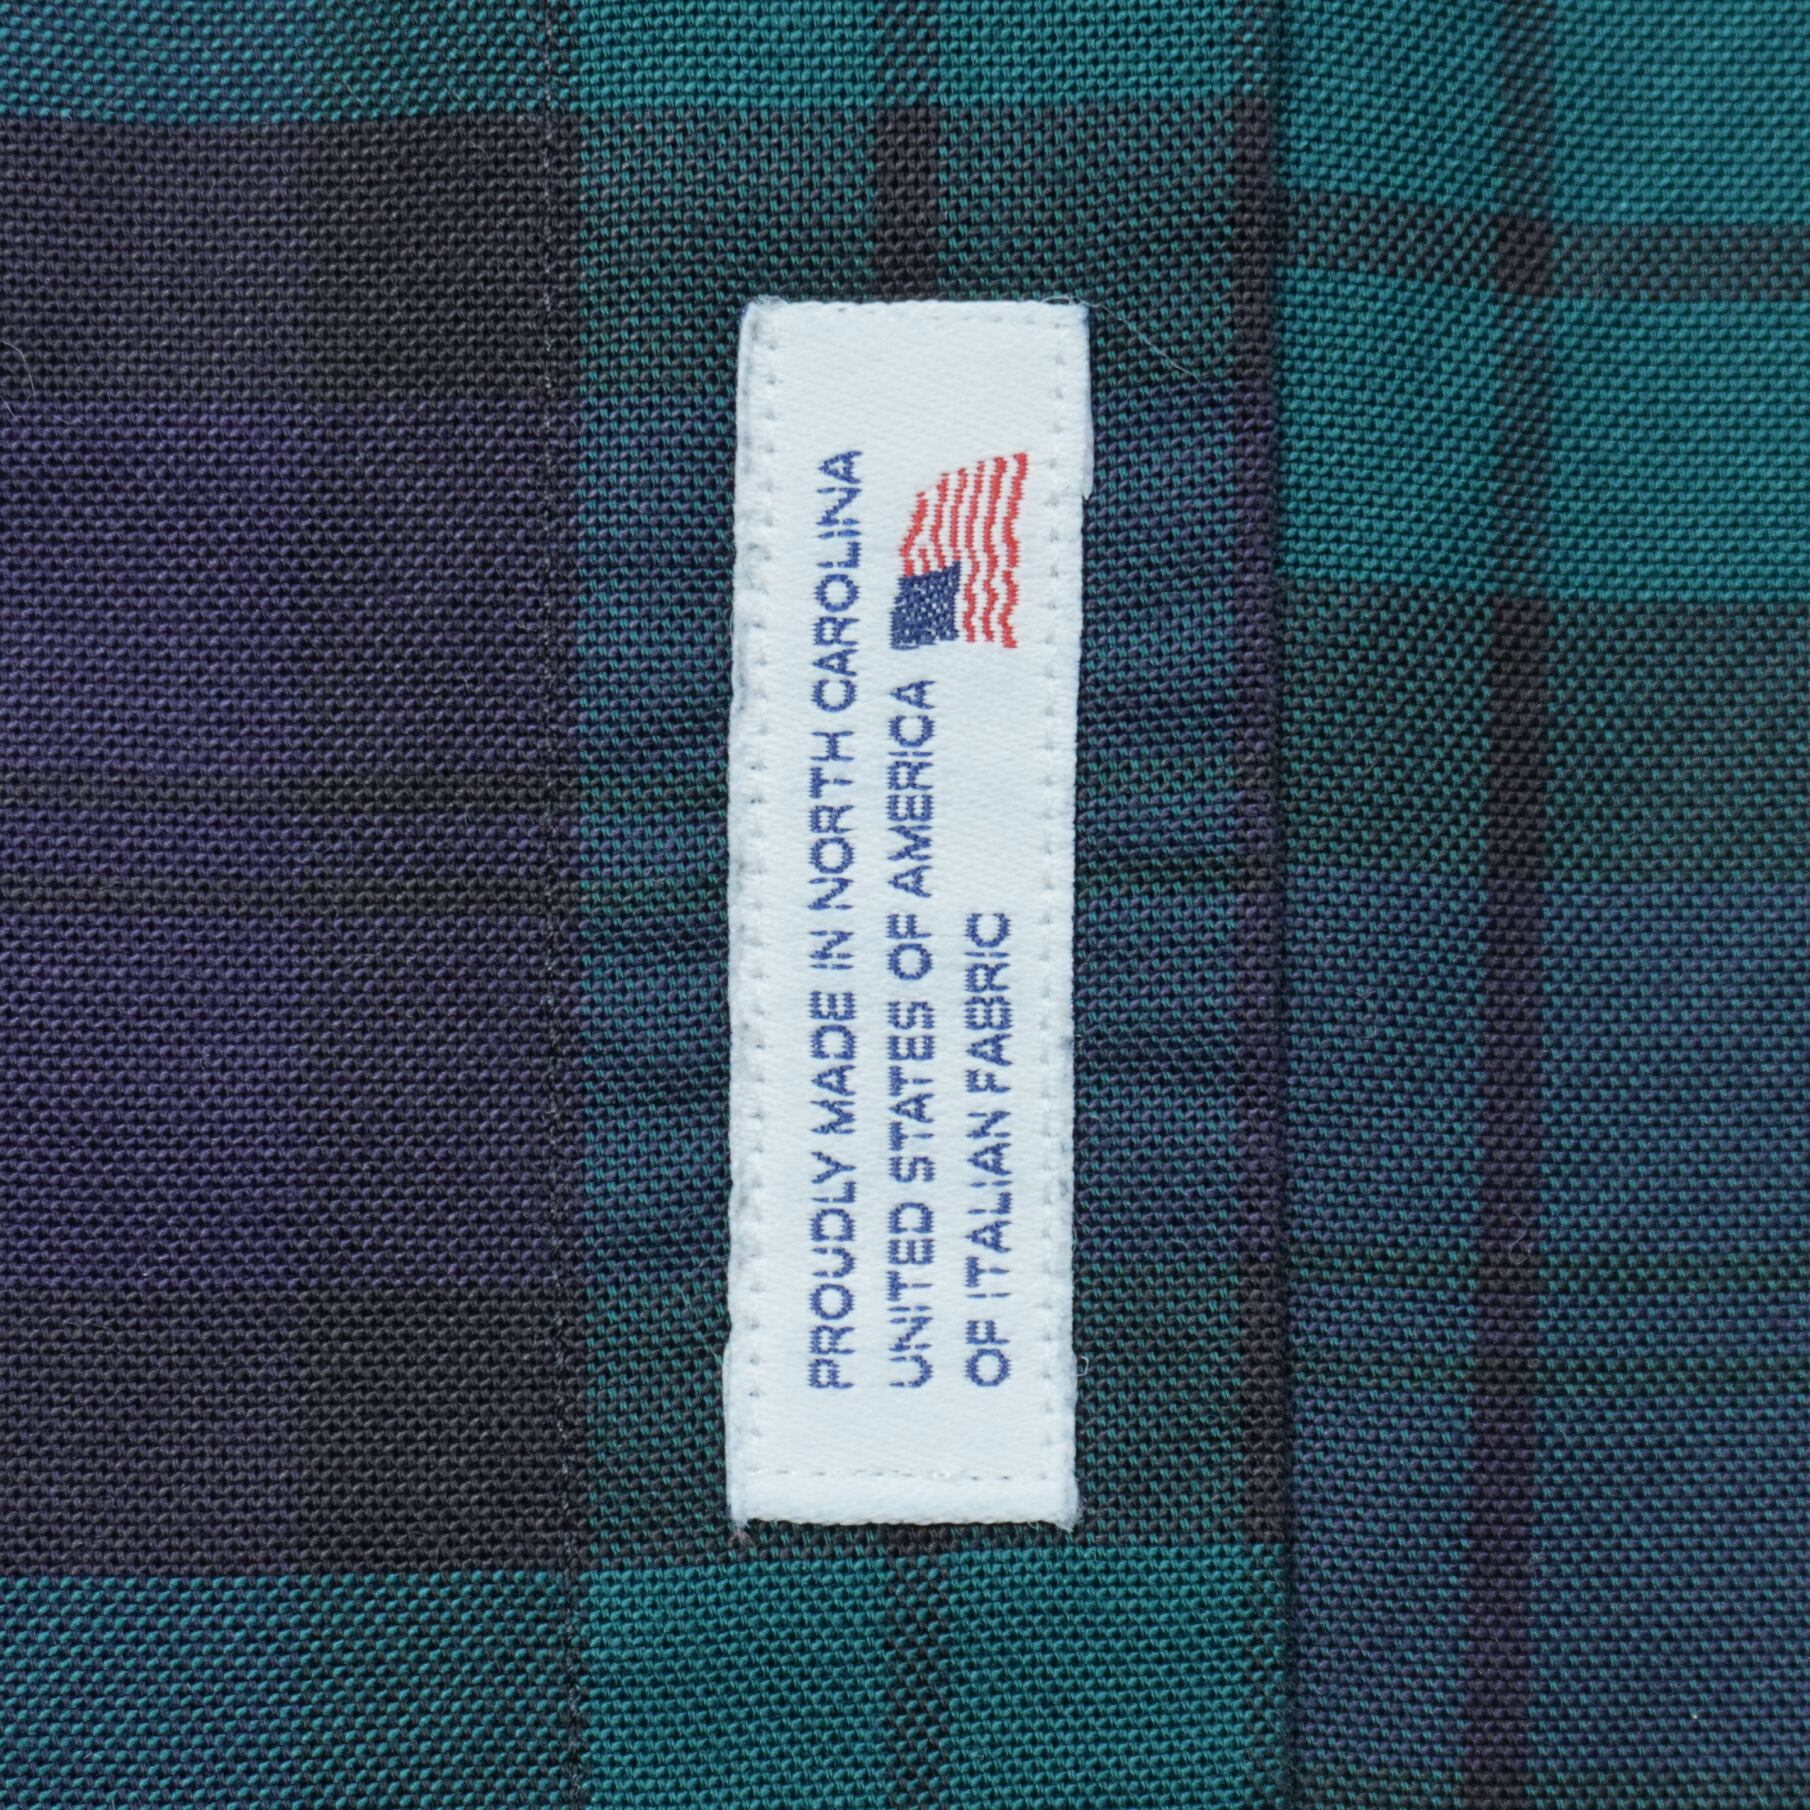 PROUDLY MADE IN NORTH CAROLINA
UNITED STATES OF AMERICA
OF ITALIAN FABRIC